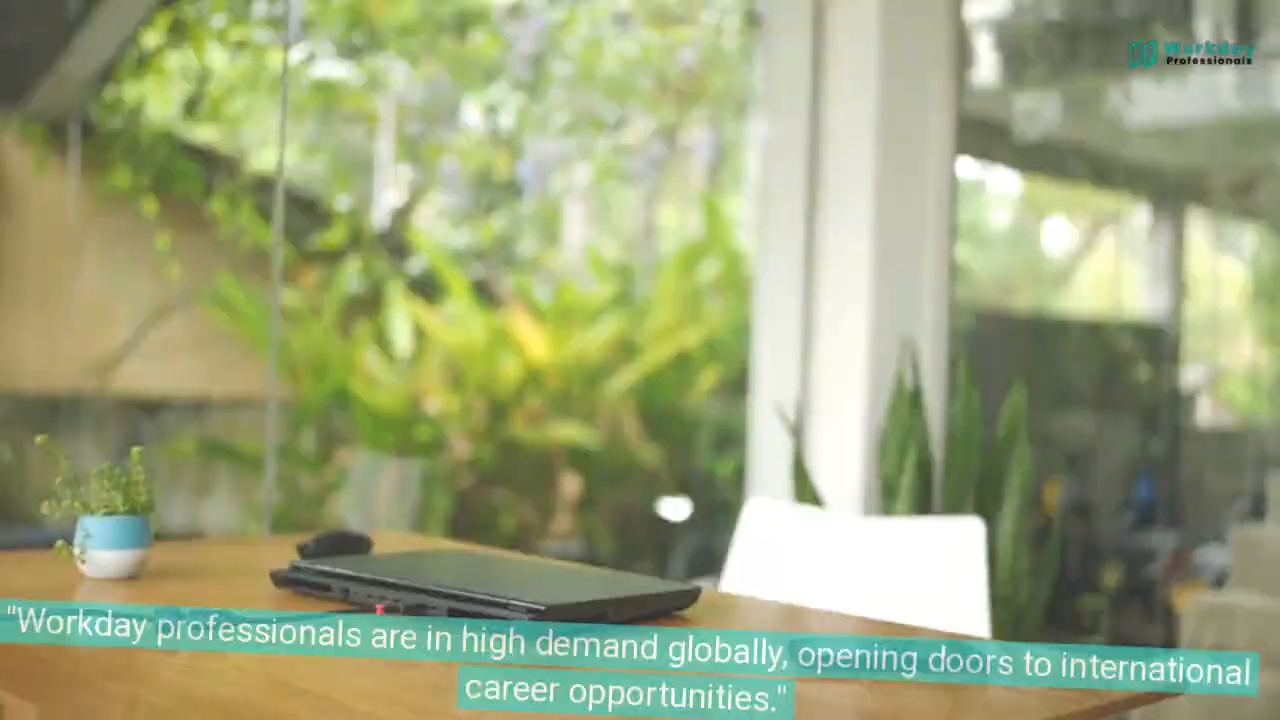 Workday
Professionals
"Workday professionals are in high demand globally, opening doors to international
career opportunities."